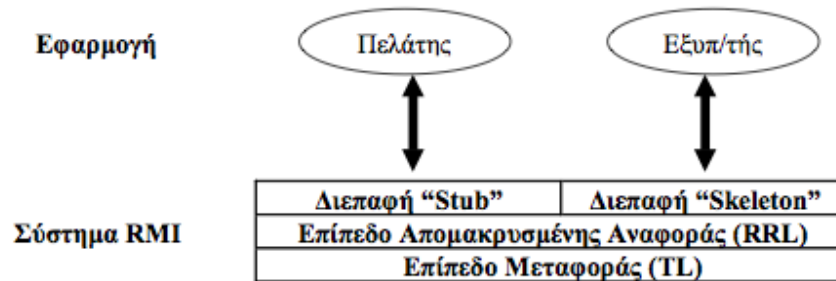 Εφαρμογή Πελάτης Εξυπ/τής
Διεπαφή “Stub” Διεπαφή “Skeleton”
Σύστημα RMI Επίπεδο Απομακρυσμένης Αναφοράς (RRL)
Επίπεδο Μεταφοράς (TL)